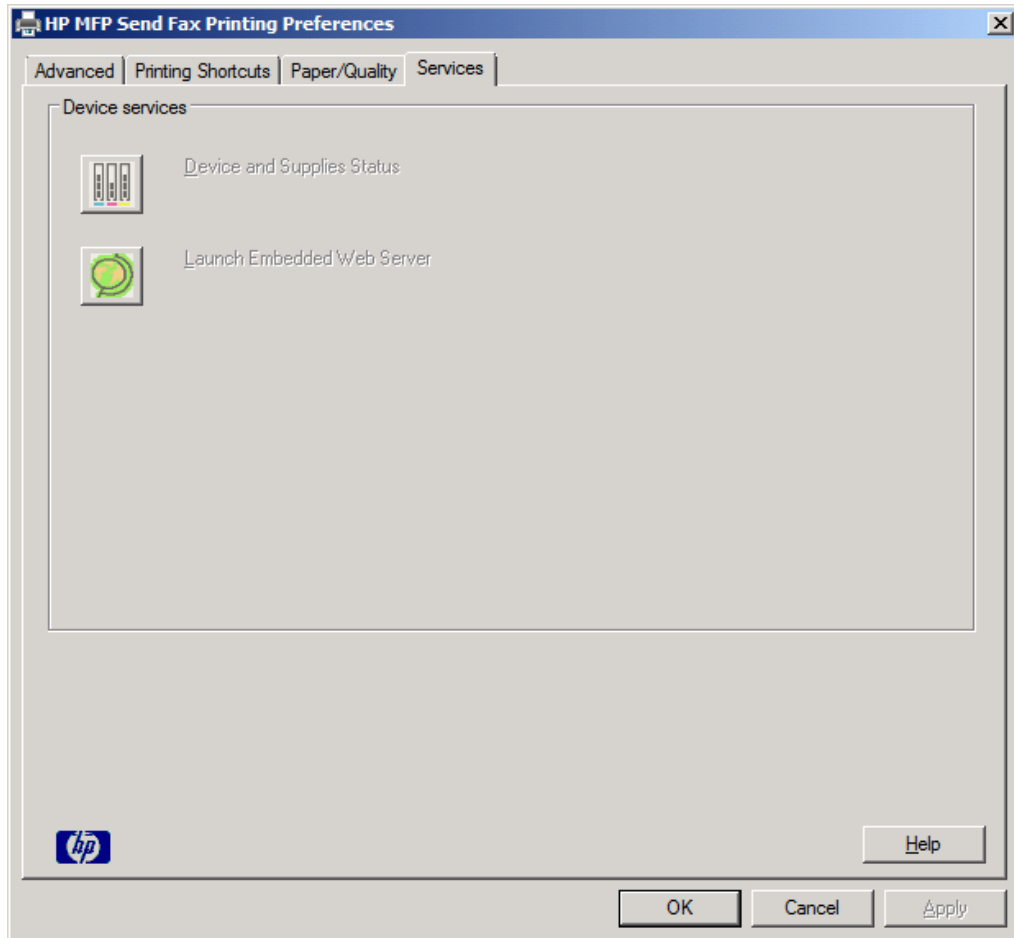 HP MFP Send Fax Printing Preferences
Advanced Printing Shortcuts Paper/Quality Services
Device services
Device and Supplies Status
Launch Embedded Web Server
hp
Help
OK Cancel Apply